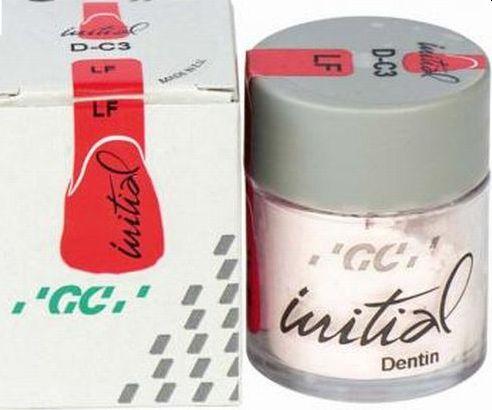 initial
D-C3
LF
MADE IN E.U.
LF
initial
GC
LF
D-C3
initial
GC
initial
Dentin